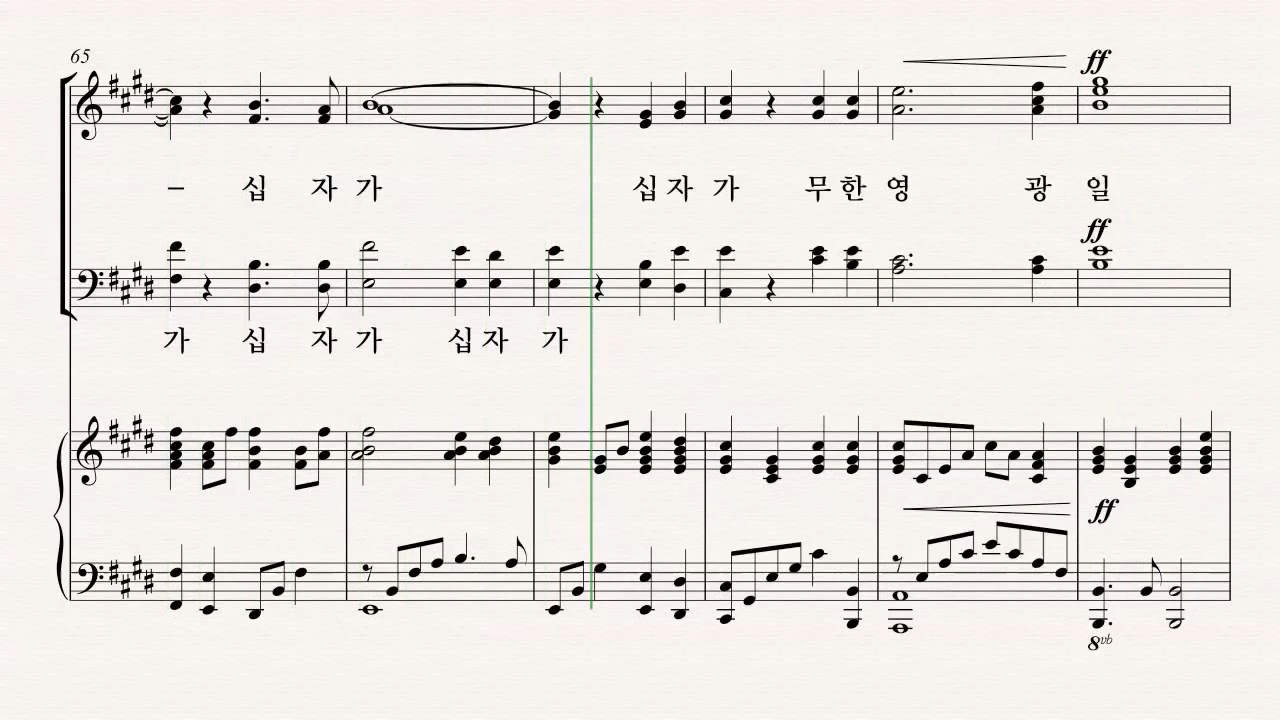 65
ff
– 십 자 가 십 자 가 무 한 영 광 일
ff
가 십 자 가 십 자 가
ff
8vb